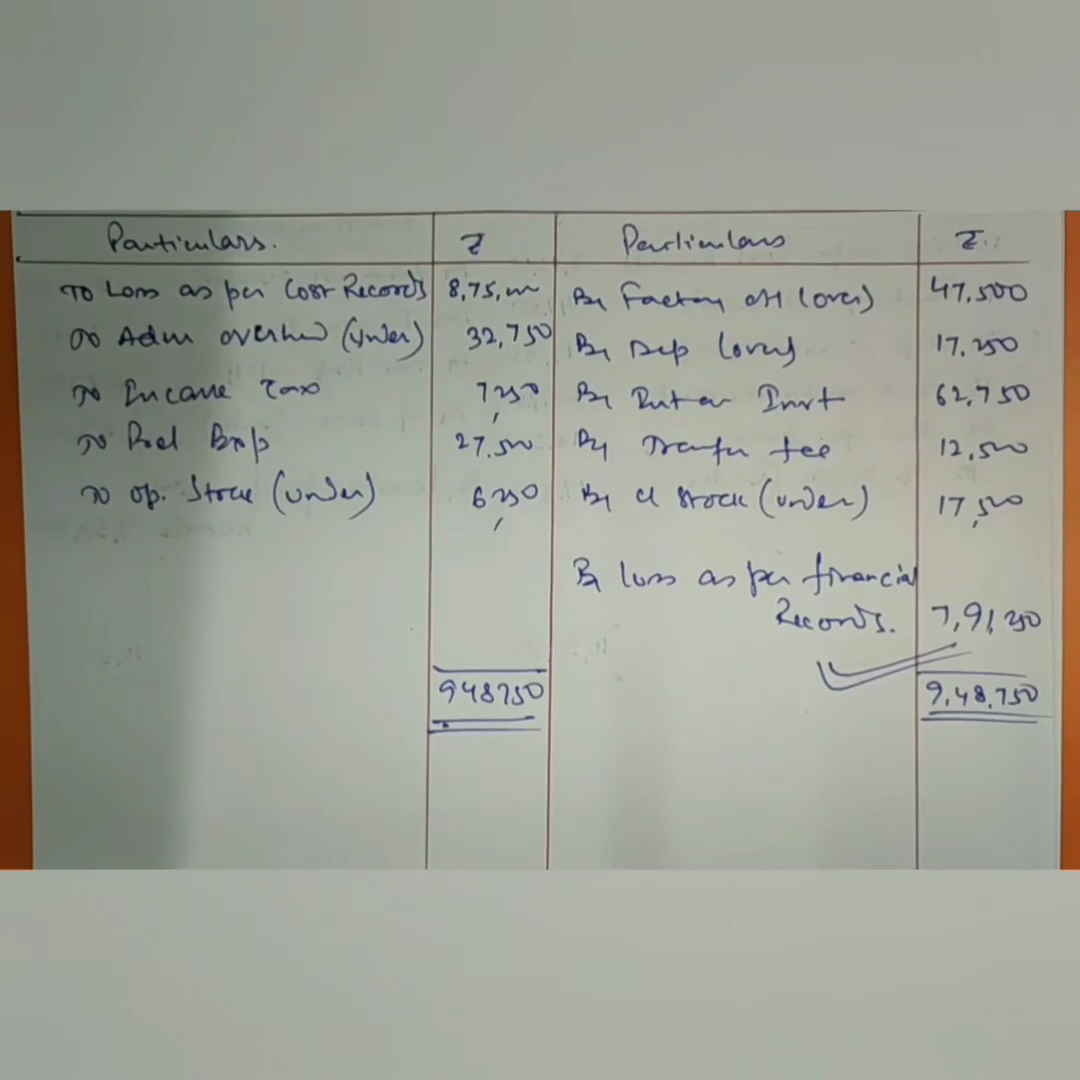 Particulars. ₹ Particulars ₹
To Loss as per Cost Records 8,75,000 By Factory OH (over) 47,500
To Adm overhead (under) 32,750 By Dep (over) 17,250
To Income Tax 7,250 By Int on Invt 62,750
To Prel Exp 27,500 By Transfer fee 12,500
To Op. Stock (under) 6,250 By Cl Stock (under) 17,500
By loss as per financial
Records. 7,91,250
948750 9,48,750